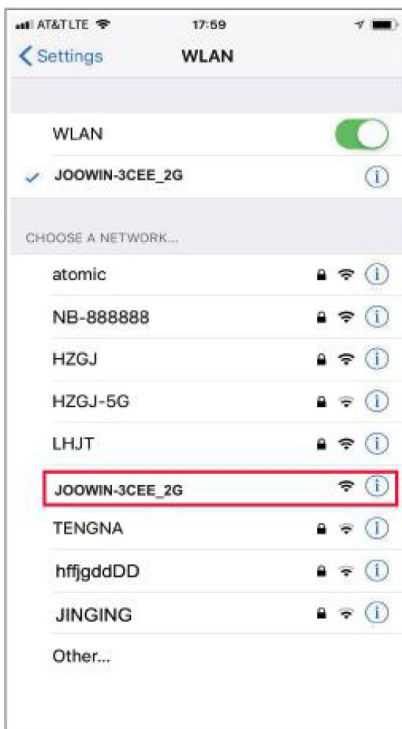 AT&T LTE 17:59
Settings WLAN
WLAN
JOOWIN-3CEE_2G
CHOOSE A NETWORK...
atomic
NB-888888
HZGJ
HZGJ-5G
LHJT
JOOWIN-3CEE_2G
TENGNA
hffjgddDD
JINGING
Other...